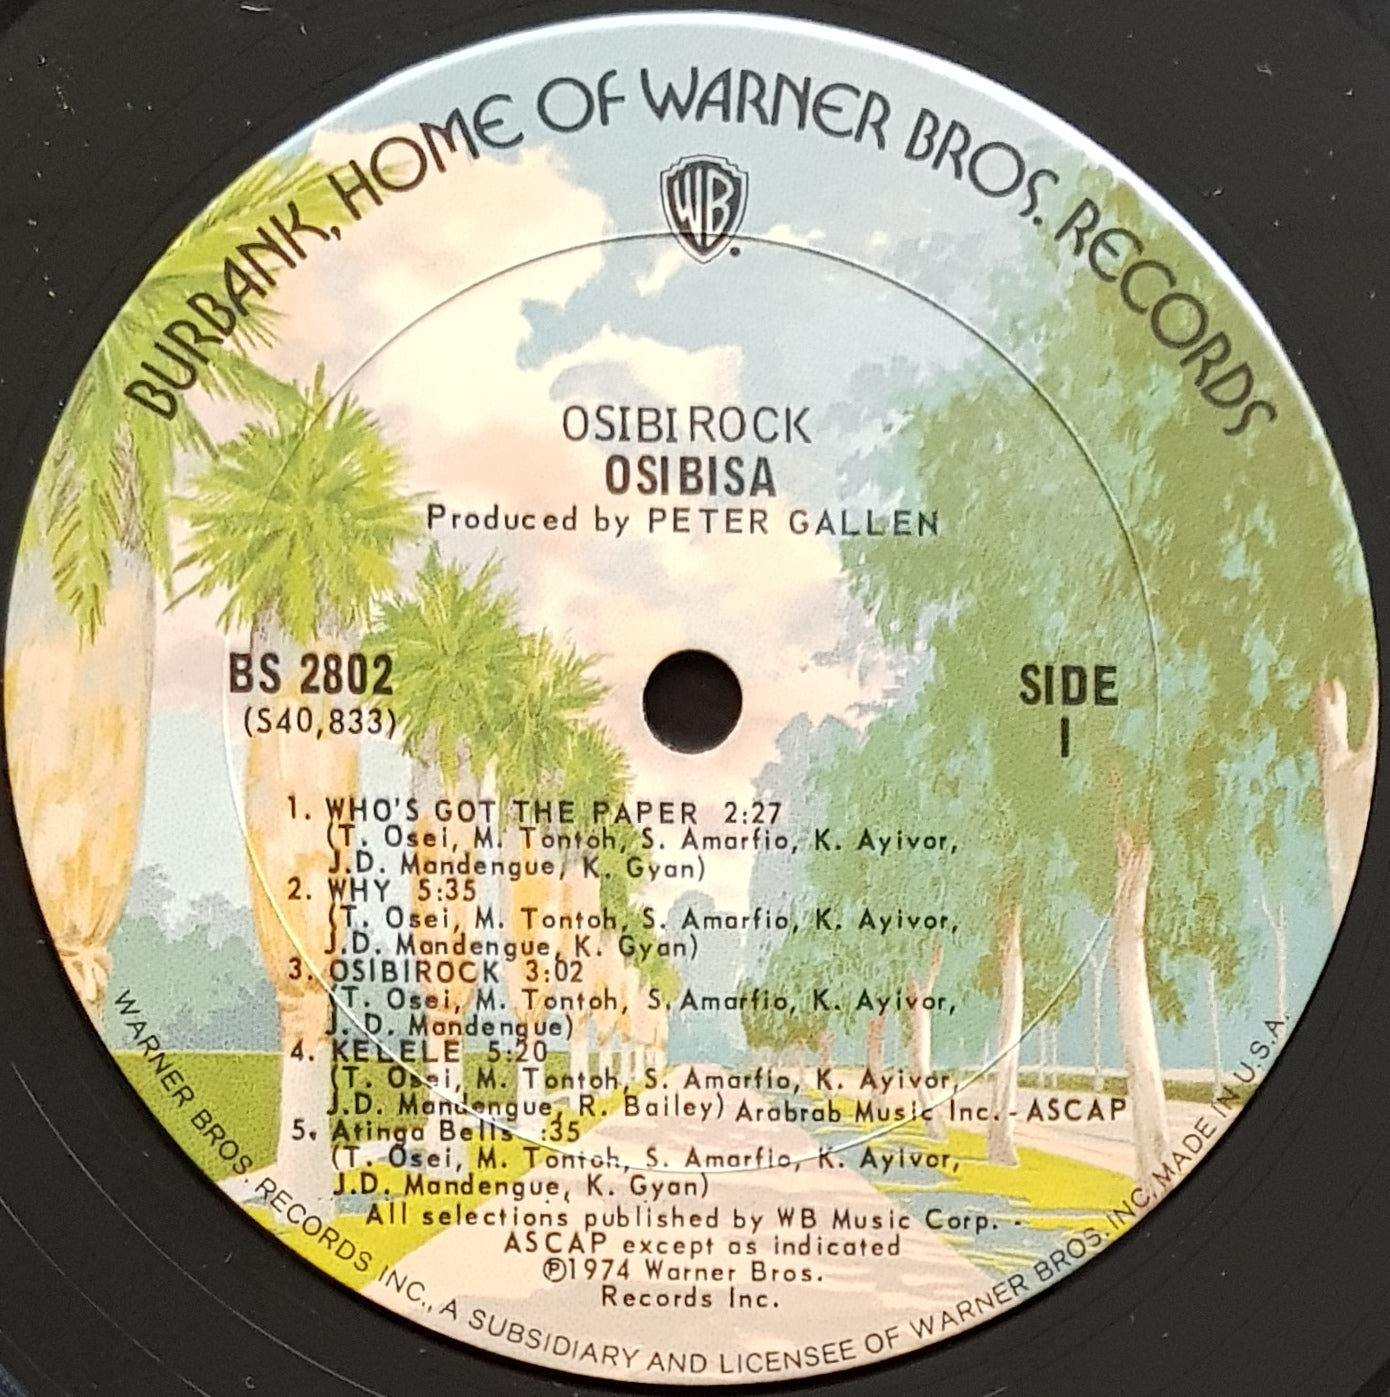 BURBANK, HOME OF WARNER BROS. RECORDS
WB
OSIBIROCK
OSIBISA
Produced by PETER GALLEN
BS 2802
(S40,833)
SIDE
1
1. WHO'S GOT THE PAPER 2:27
(T. Osei, M. Tontoh, S. Amarfio, K. Ayivor,
J.D. Mandengue, K. Gyan)
2. WHY 5:35
(T. Osei, M. Tontoh, S. Amarfio, K. Ayivor,
J.D. Mandengue, K. Gyan)
3. OSIBIROCK 3:02
(T. Osei, M. Tontoh, S. Amarfio, K. Ayivor,
J. D. Mandengue)
4. KELELE 5:20
(T. Osei, M. Tontoh, S. Amarfio, K. Ayivor,
J.D. Mandengue, R. Bailey) Arabrab Music Inc. - ASCAP
5. Atinga Bells :35
(T. Osei, M. Tontoh, S. Amarfio, K. Ayivor,
J.D. Mandengue, K. Gyan)
All selections published by WB Music Corp. -
ASCAP except as indicated
℗1974 Warner Bros.
Records Inc.
WARNER BROS. RECORDS INC., A SUBSIDIARY AND LICENSEE OF WARNER BROS. INC. MADE IN U.S.A.